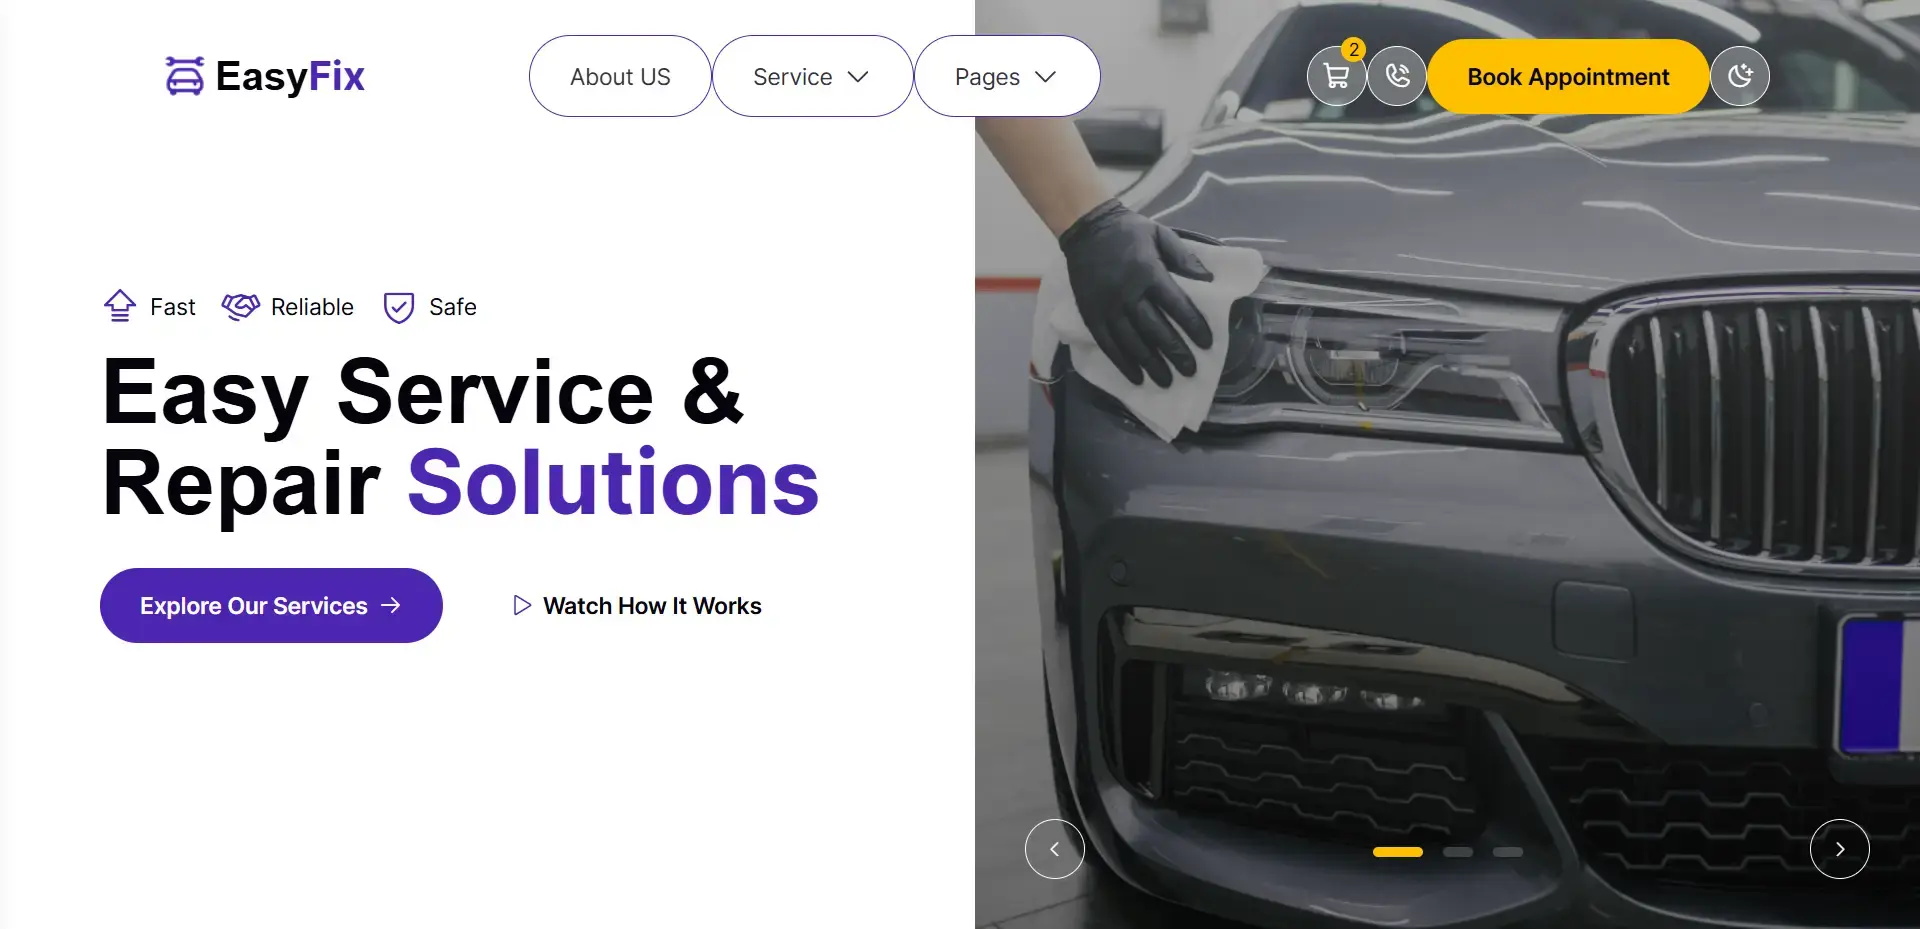 EasyFix
About US
Service
Pages
2
Book Appointment
Fast
Reliable
Safe
Easy Service &
Repair Solutions
Explore Our Services
Watch How It Works